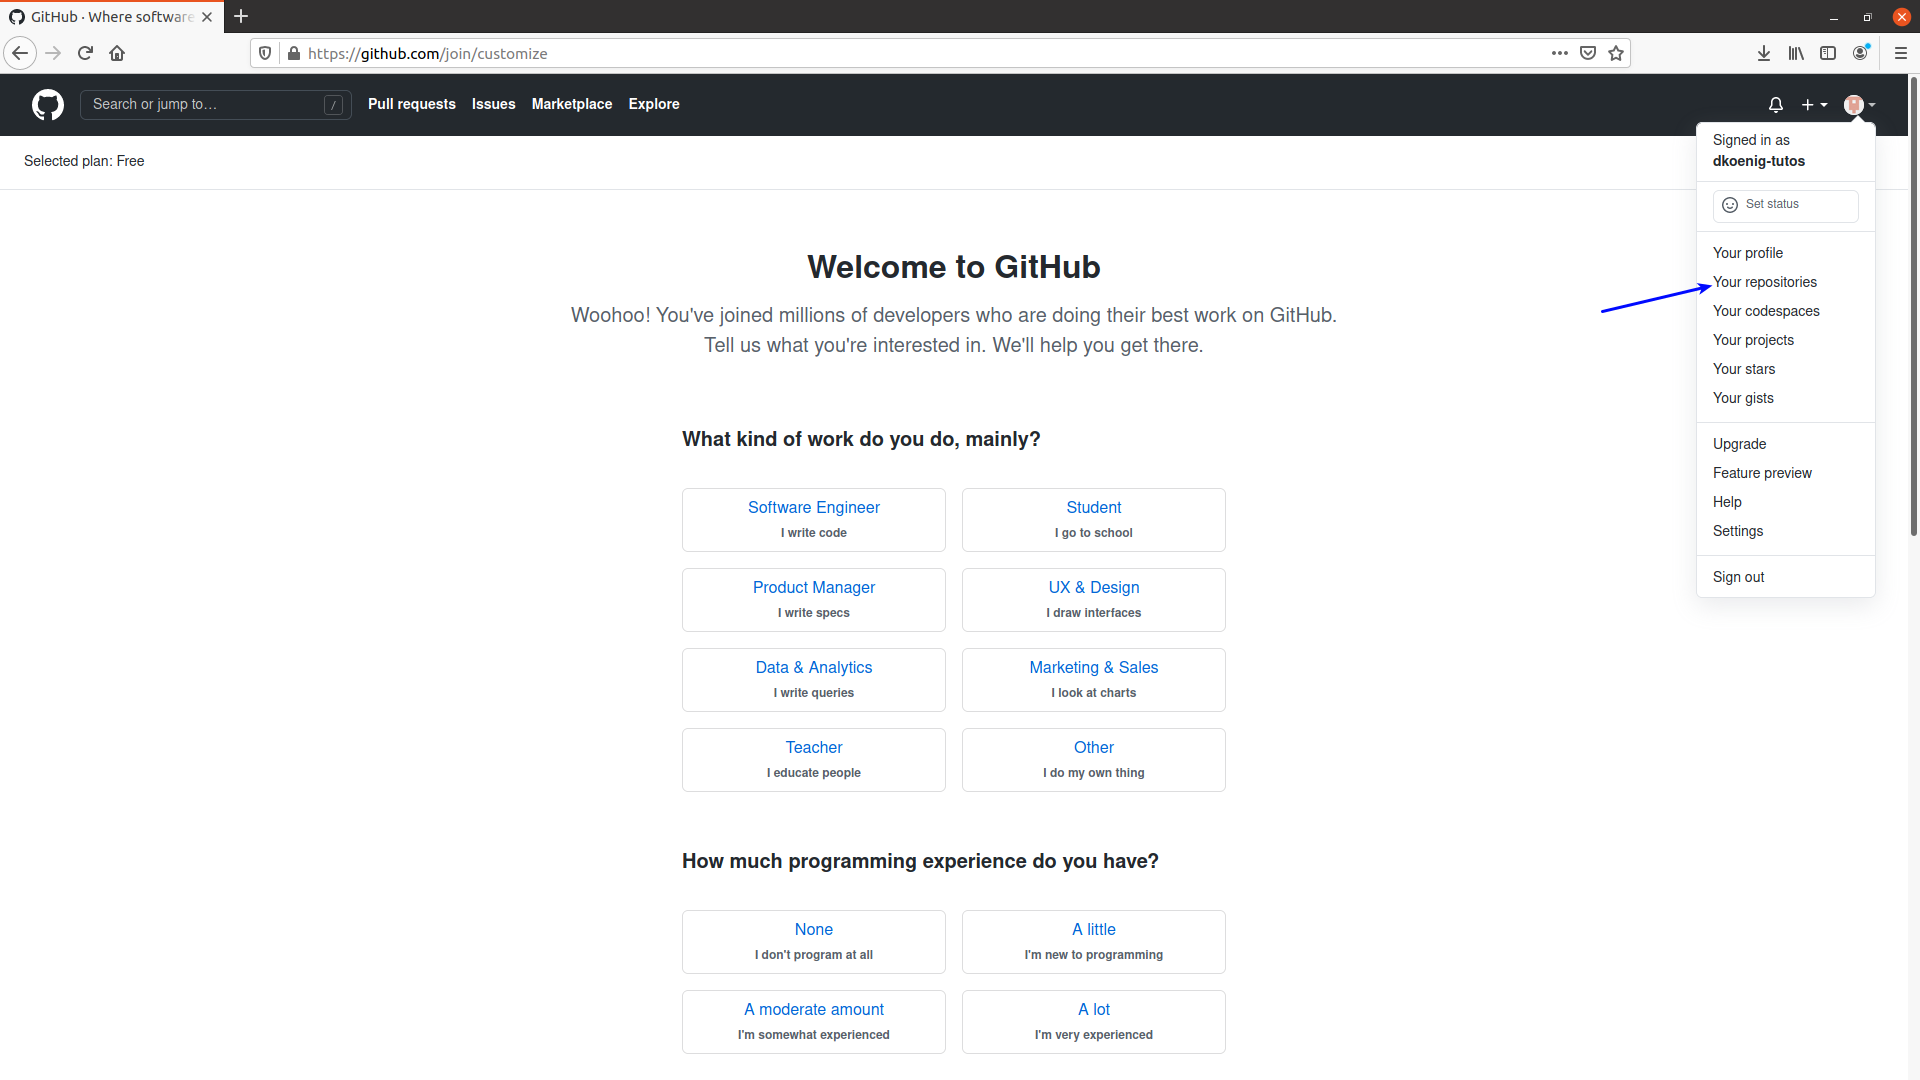 GitHub · Where software
https://github.com/join/customize
Search or jump to…
/
Pull requests
Issues
Marketplace
Explore
Selected plan: Free
Signed in as
dkoenig-tutos
Set status
Your profile
Your repositories
Your codespaces
Your projects
Your stars
Your gists
Upgrade
Feature preview
Help
Settings
Sign out
Welcome to GitHub
Woohoo! You've joined millions of developers who are doing their best work on GitHub.
Tell us what you're interested in. We'll help you get there.
What kind of work do you do, mainly?
Software Engineer
I write code
Student
I go to school
Product Manager
I write specs
UX & Design
I draw interfaces
Data & Analytics
I write queries
Marketing & Sales
I look at charts
Teacher
I educate people
Other
I do my own thing
How much programming experience do you have?
None
I don't program at all
A little
I'm new to programming
A moderate amount
I'm somewhat experienced
A lot
I'm very experienced